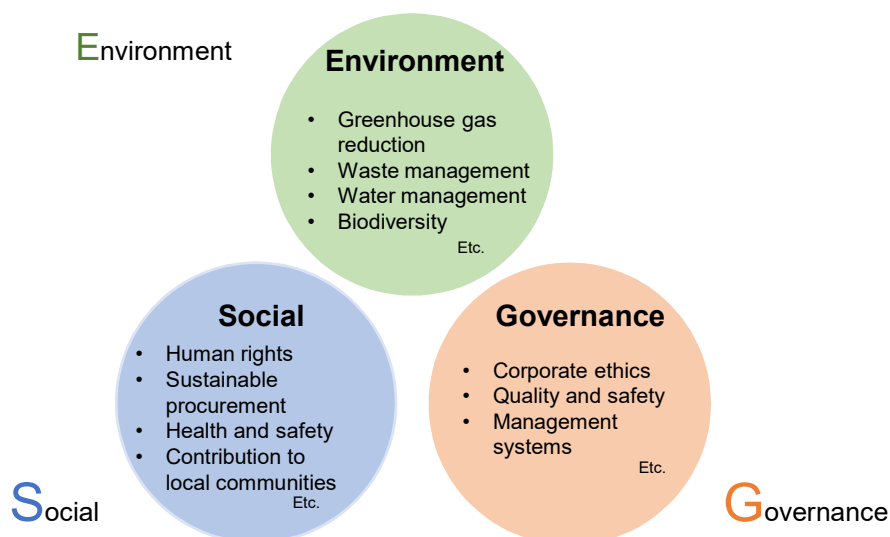 Environment
Environment
• Greenhouse gas
reduction
• Waste management
• Water management
• Biodiversity
Etc.
Social
• Human rights
• Sustainable
procurement
• Health and safety
• Contribution to
local communities
Etc.
Social
Governance
• Corporate ethics
• Quality and safety
• Management
systems
Etc.
Governance